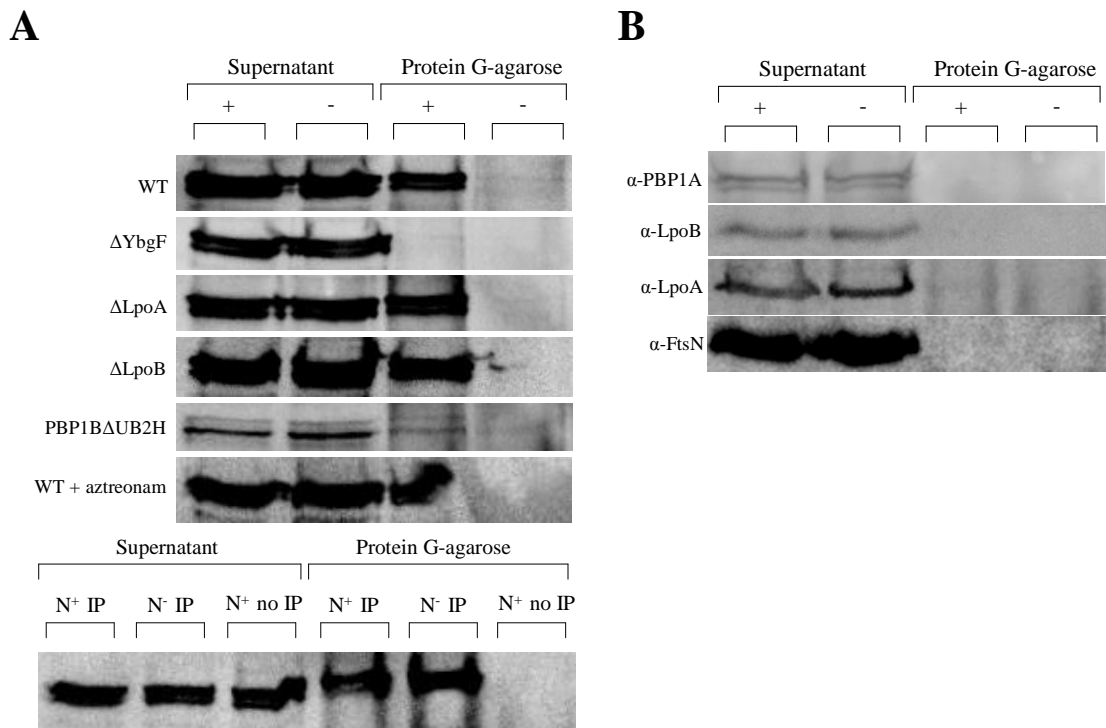 A
Supernatant Protein G-agarose
+ - + -
WT
ΔYbgF
ΔLpoA
ΔLpoB
PBP1BΔUB2H
WT + aztreonam
Supernatant Protein G-agarose
N⁺ IP N⁻ IP N⁺ no IP N⁺ IP N⁻ IP N⁺ no IP
B
Supernatant Protein G-agarose
+ - + -
α-PBP1A
α-LpoB
α-LpoA
α-FtsN